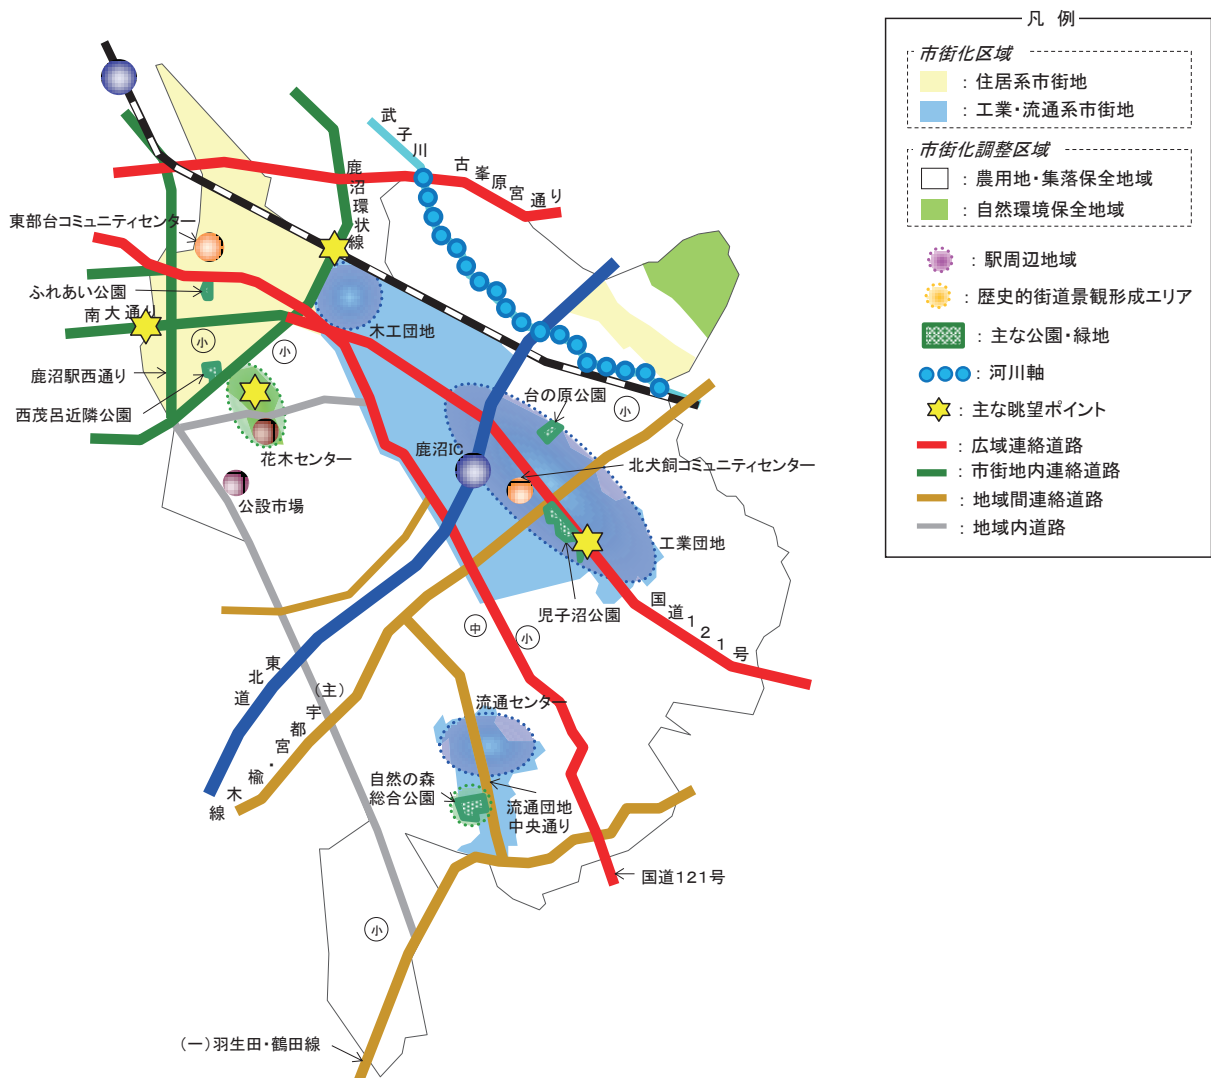 凡 例
市街化区域
：住居系市街地
：工業・流通系市街地
市街化調整区域
：農用地・集落保全地域
：自然環境保全地域
：駅周辺地域
：歴史的街道景観形成エリア
：主な公園・緑地
：河川軸
：主な眺望ポイント
：広域連絡道路
：市街地内連絡道路
：地域間連絡道路
：地域内道路
武子川
古峯原宮通り
鹿沼環状線
東部台コミュニティセンター
ふれあい公園
南大通り
木工団地
小
小
鹿沼駅西通り
西茂呂近隣公園
台の原公園
小
花木センター
鹿沼IC
北犬飼コミュニティセンター
公設市場
工業団地
児子沼公園
国道121号
中
小
東北道
(主)宇都宮・楡木線
流通センター
自然の森
総合公園
流通団地
中央通り
国道121号
小
(一)羽生田・鶴田線